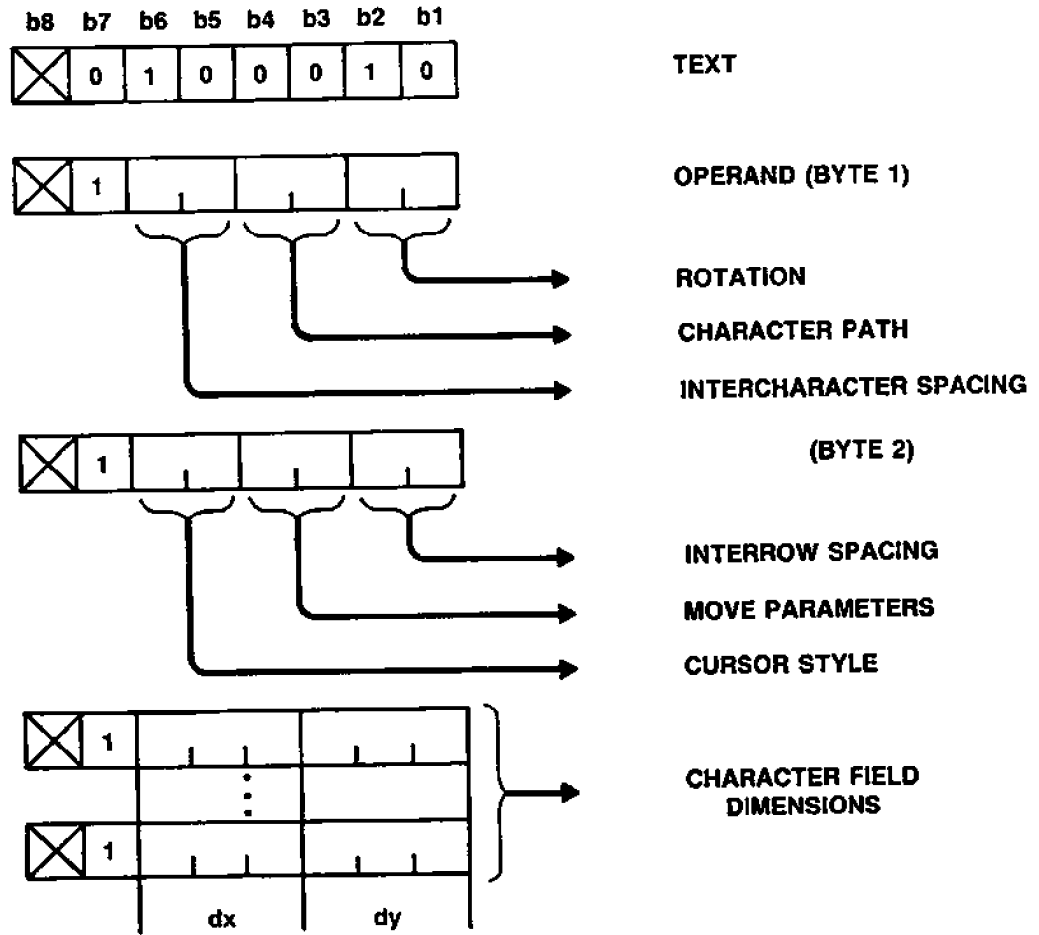 b8 b7 b6 b5 b4 b3 b2 b1
0 1 0 0 0 1 0
TEXT
1
OPERAND (BYTE 1)
ROTATION
CHARACTER PATH
INTERCHARACTER SPACING
1
(BYTE 2)
INTERROW SPACING
MOVE PARAMETERS
CURSOR STYLE
1
CHARACTER FIELD
DIMENSIONS
1
dx dy